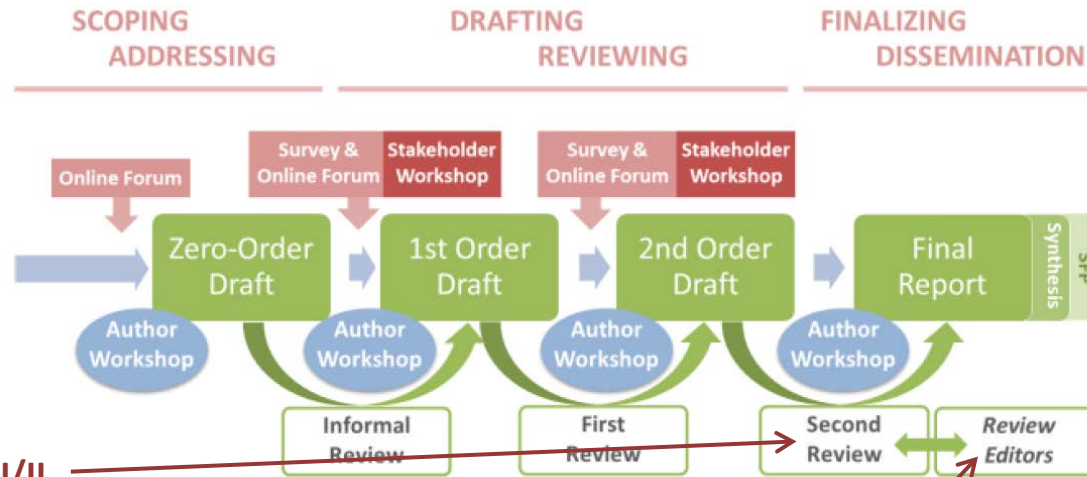 SCOPING
ADDRESSING
DRAFTING
REVIEWING
FINALIZING
DISSEMINATION
Online Forum
Survey &
Online Forum
Stakeholder
Workshop
Survey &
Online Forum
Stakeholder
Workshop
Zero-Order
Draft
1st Order
Draft
2nd Order
Draft
Final
Report
Synthesis
Author
Workshop
Author
Workshop
Author
Workshop
Author
Workshop
Informal
Review
First
Review
Second
Review
Review
Editors